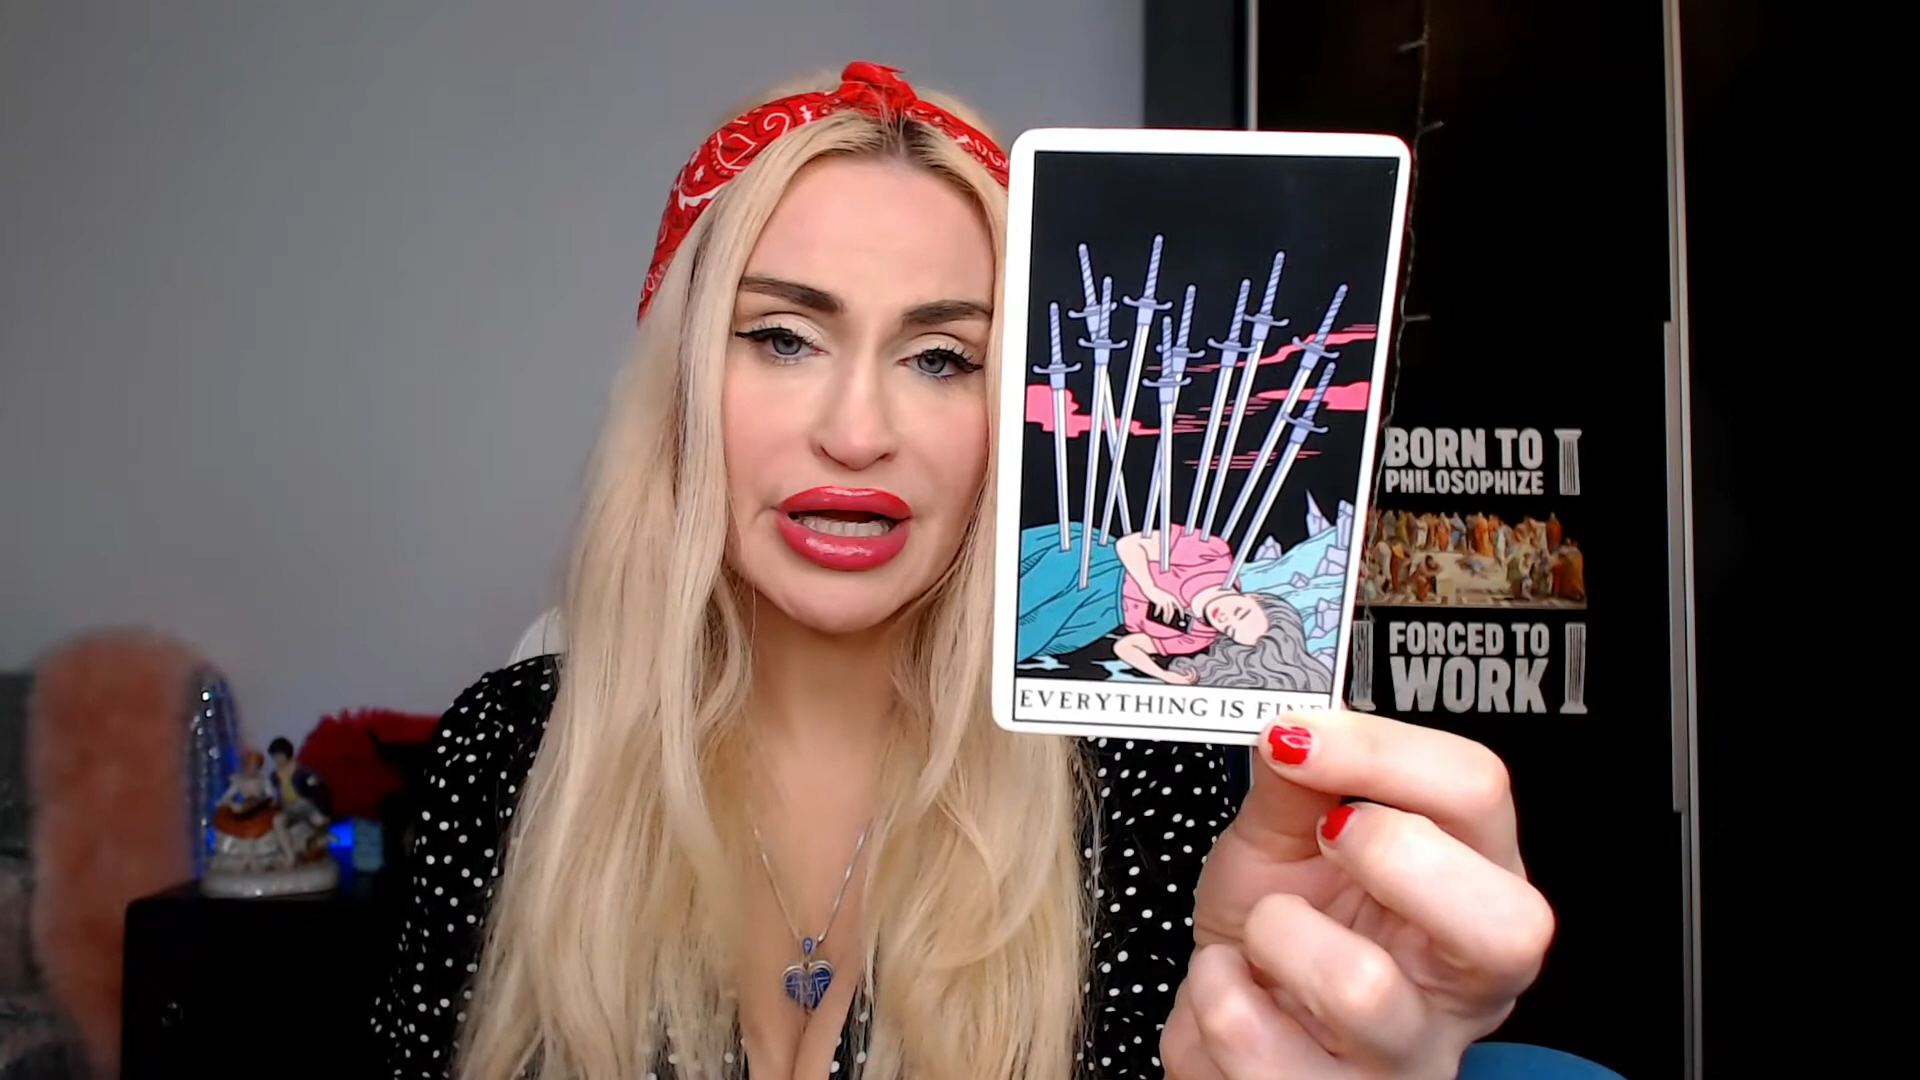 EVERYTHING IS FINE
BORN TO
PHILOSOPHIZE
FORCED TO
WORK